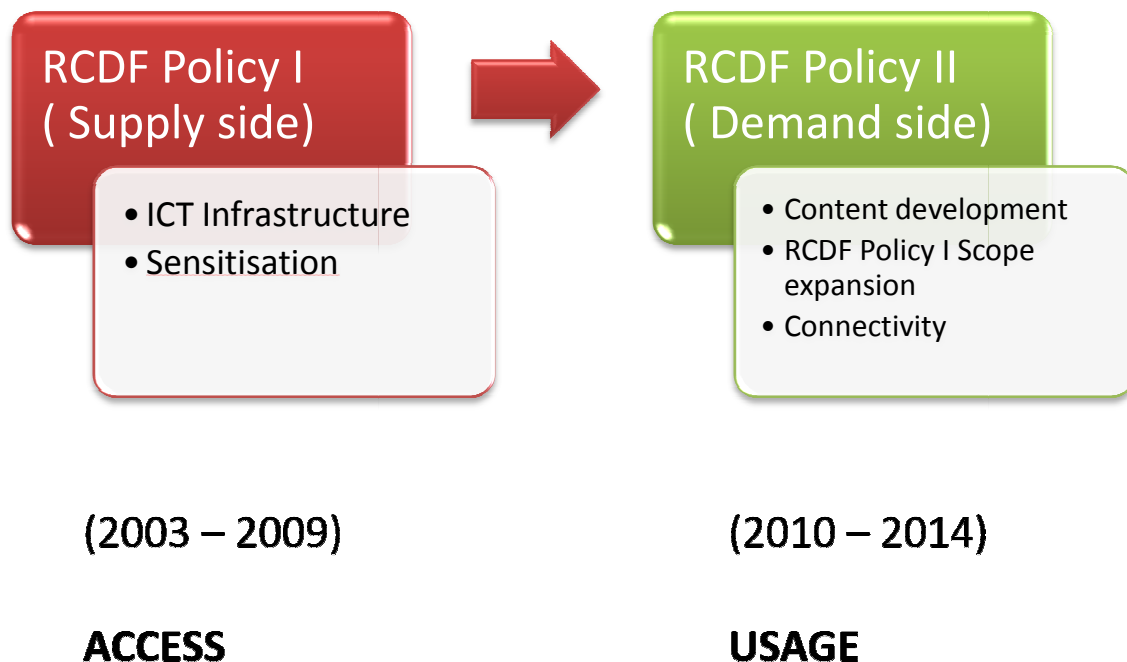 RCDF Policy I
( Supply side)
• ICT Infrastructure
• Sensitisation
(2003 – 2009)
ACCESS
RCDF Policy II
( Demand side)
• Content development
• RCDF Policy I Scope
expansion
• Connectivity
(2010 – 2014)
USAGE